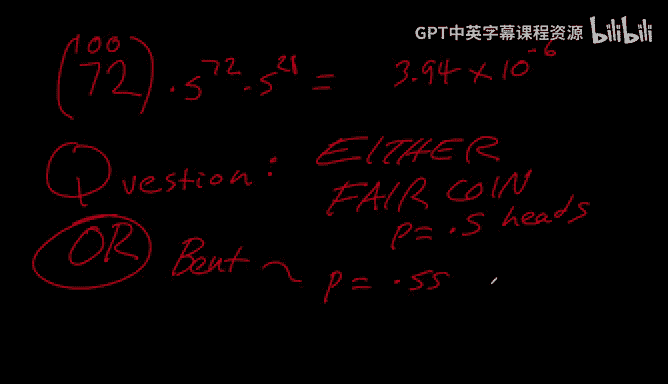 GPT中英字幕课程资源 bilibili
(100 72) .5^72 .5^28 = 3.94 x 10^-6
Question: EITHER
FAIR COIN
p = .5 heads
OR Bent ~ p = .55